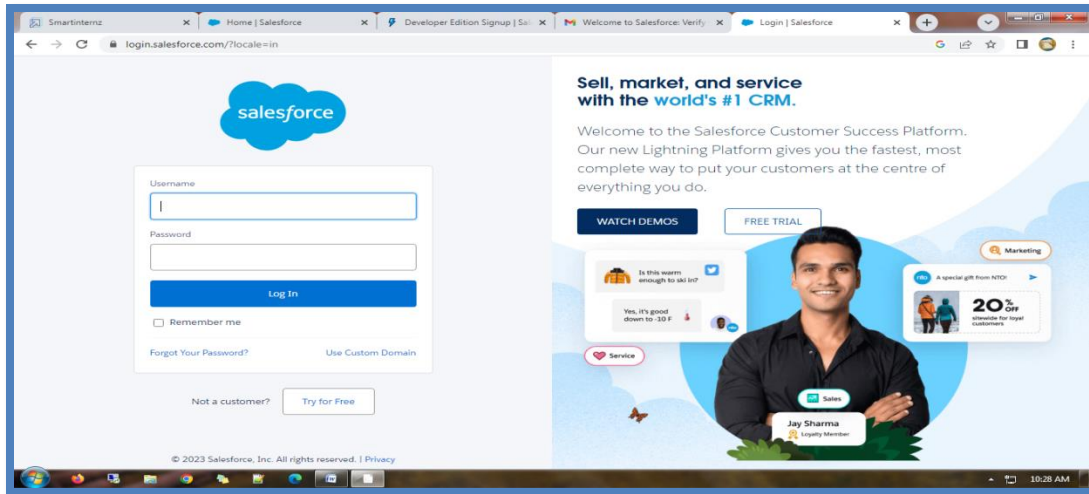 Smartinternz
Home | Salesforce
Developer Edition Signup | Sal
Welcome to Salesforce: Verify
Login | Salesforce
login.salesforce.com/?locale=in
salesforce
Username
Password
Log In
Remember me
Forgot Your Password?
Use Custom Domain
Not a customer?
Try for Free
© 2023 Salesforce, Inc. All rights reserved. | Privacy
Sell, market, and service
with the world's #1 CRM.
Welcome to the Salesforce Customer Success Platform.
Our new Lightning Platform gives you the fastest, most
complete way to put your customers at the centre of
everything you do.
WATCH DEMOS
FREE TRIAL
Marketing
Is this warm
enough to ski in?
Yes, it's good
down to -10 F
nto
Service
nto
A special gift from NTO!
20% OFF
sitewide for loyal
customers
Sales
Jay Sharma
Loyalty Member
10:28 AM